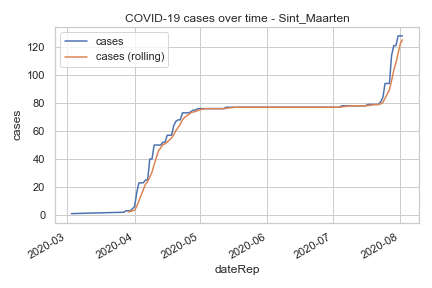 COVID-19 cases over time - Sint_Maarten
cases
cases (rolling)
cases
120
100
80
60
40
20
0
2020-03
2020-04
2020-05
2020-06
2020-07
2020-08
dateRep